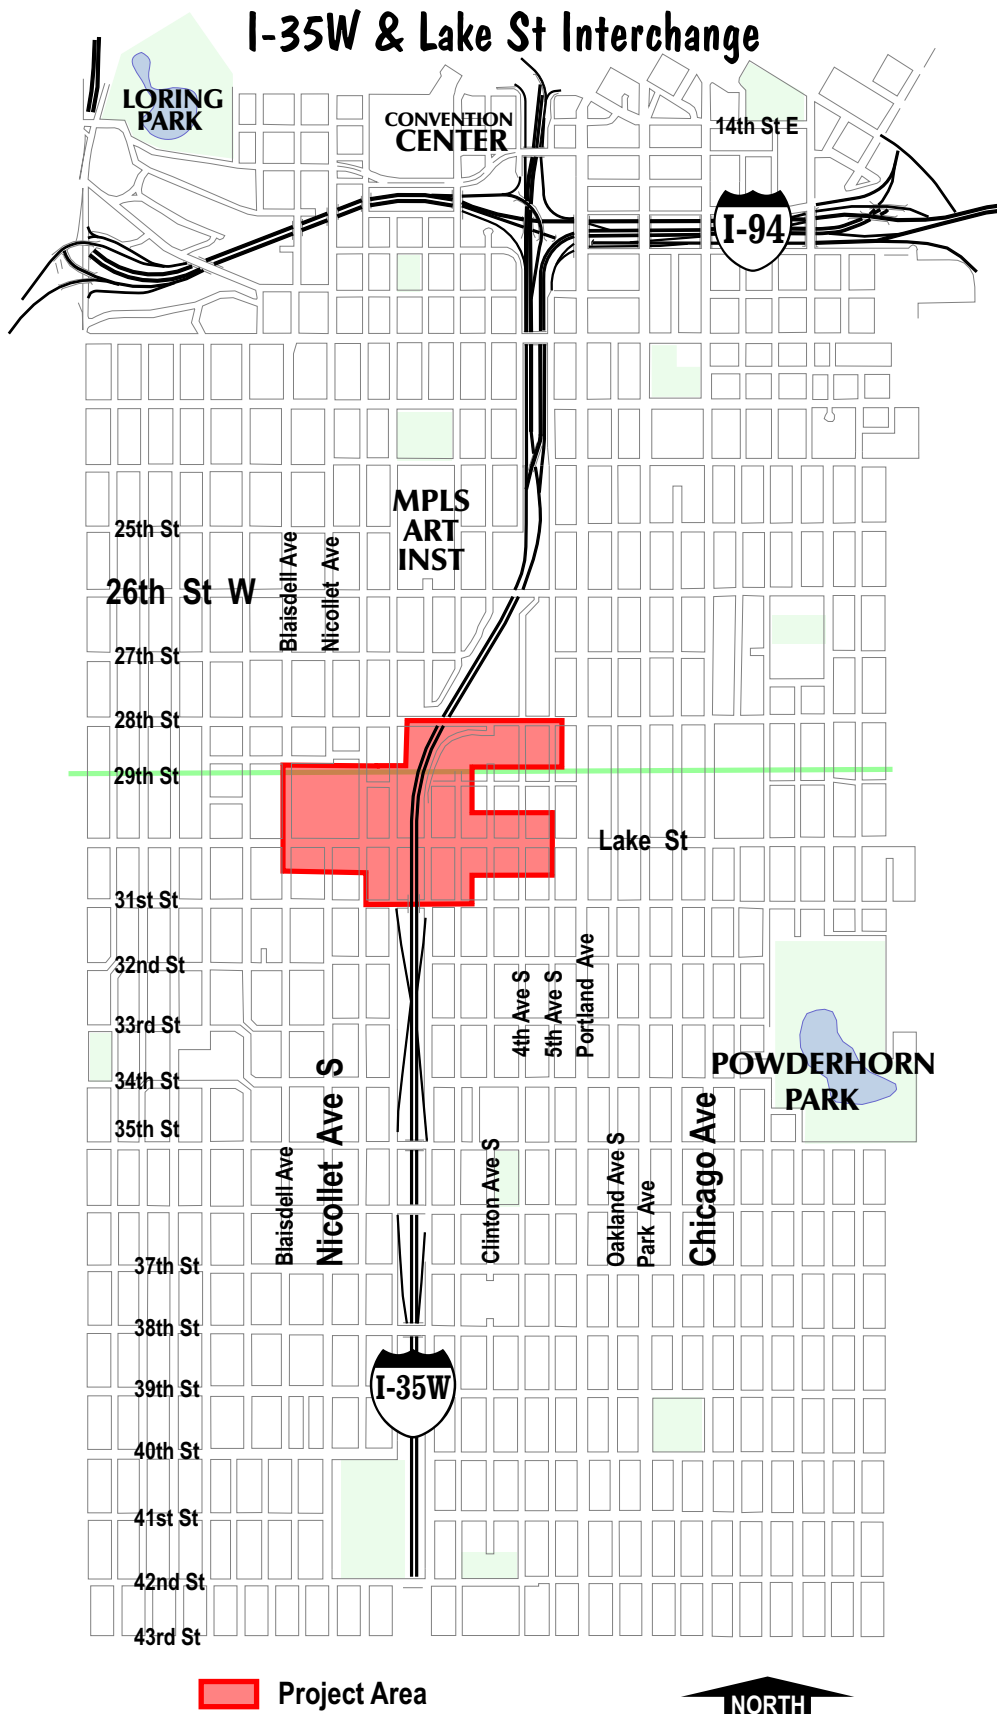 I-35W & Lake St Interchange
LORING
PARK
CONVENTION
CENTER
14th St E
I-94
MPLS
ART
INST
25th St
Blaisdell Ave
Nicollet Ave
26th St W
27th St
28th St
29th St
Lake St
31st St
32nd St
4th Ave S
5th Ave S
Portland Ave
33rd St
POWDERHORN
PARK
34th St
35th St
Blaisdell Ave
Nicollet Ave S
Clinton Ave S
Oakland Ave S
Park Ave
Chicago Ave
37th St
38th St
I-35W
39th St
40th St
41st St
42nd St
43rd St
Project Area
NORTH